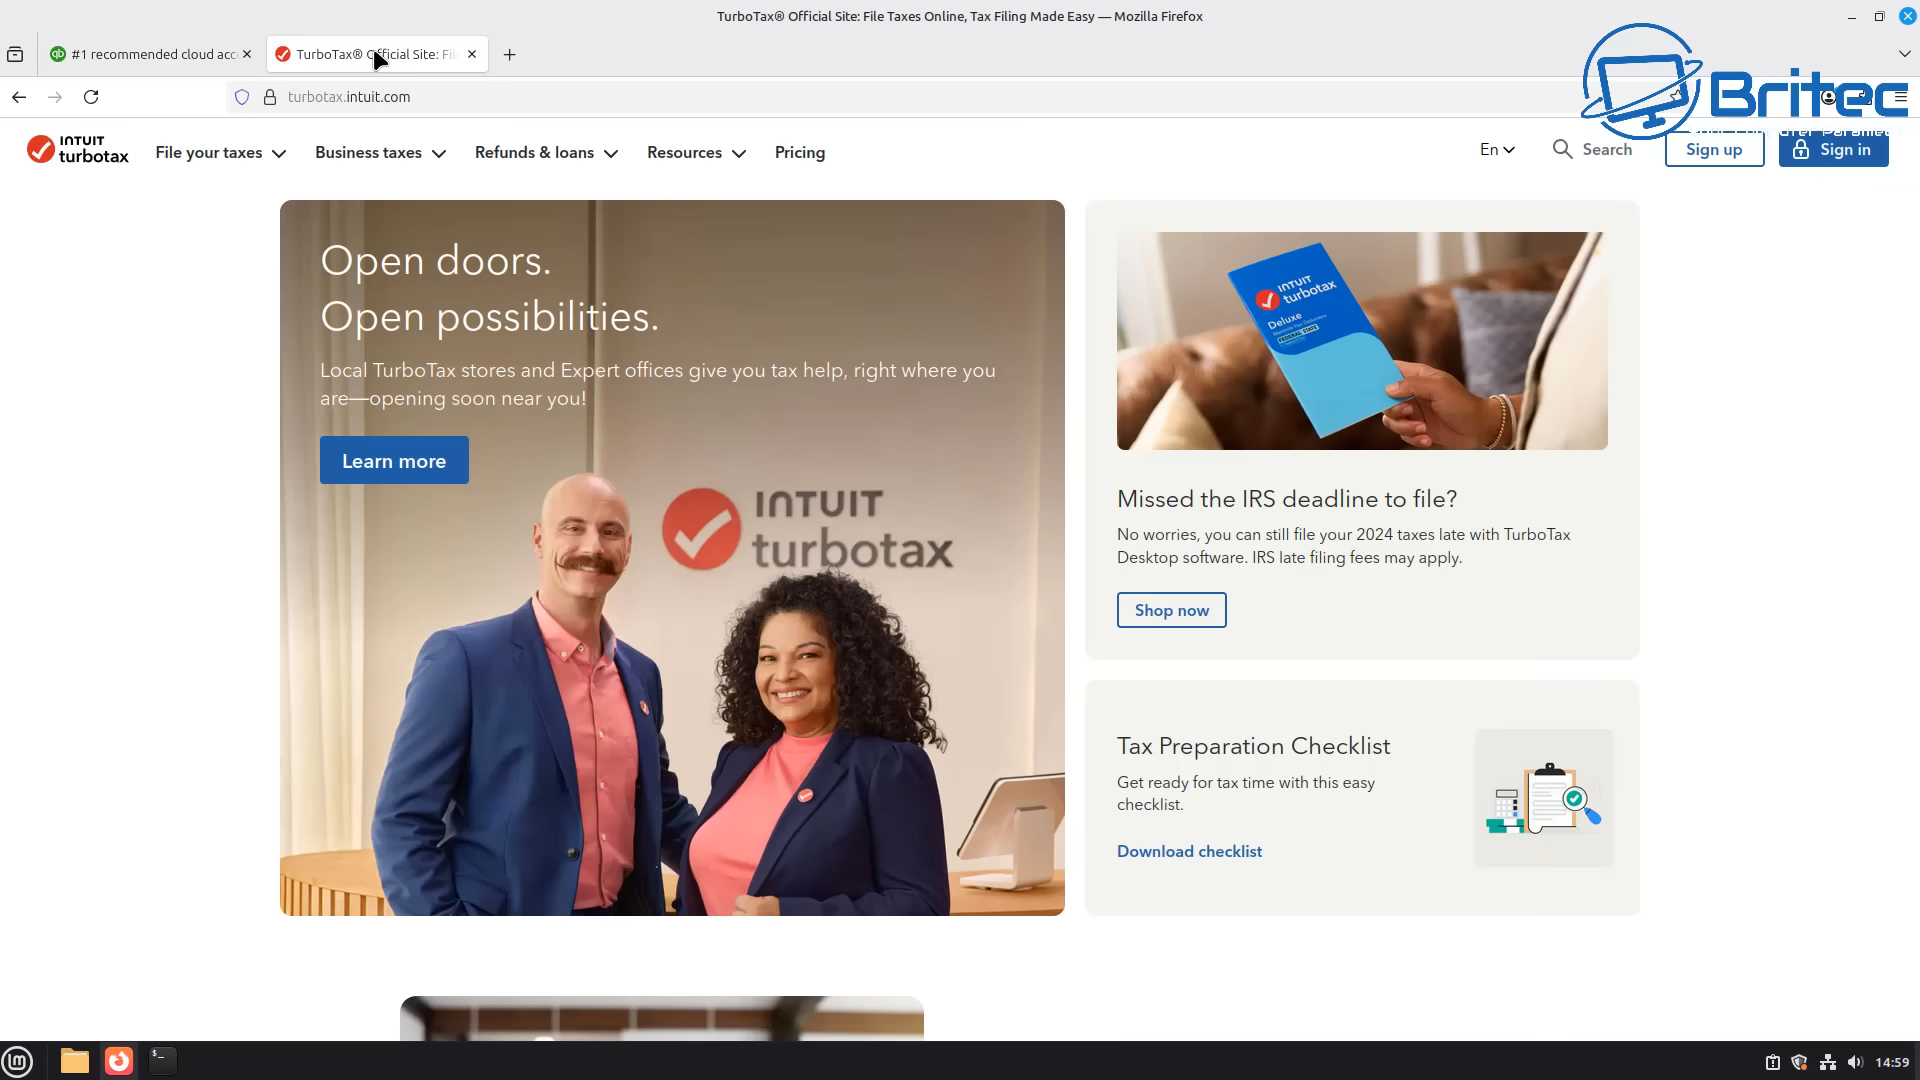 TurboTax® Official Site: File Taxes Online, Tax Filing Made Easy — Mozilla Firefox
#1 recommended cloud acc
TurboTax® Official Site: Fil
turbotax.intuit.com
Britec
INTUIT
turbotax
File your taxes
Business taxes
Refunds & loans
Resources
Pricing
En
Search
Sign up
Sign in
Open doors.
Open possibilities.
Local TurboTax stores and Expert offices give you tax help, right where you
are—opening soon near you!
Learn more
INTUIT
turbotax
INTUIT
turbotax
Deluxe
FEDERAL STATE
Missed the IRS deadline to file?
No worries, you can still file your 2024 taxes late with TurboTax
Desktop software. IRS late filing fees may apply.
Shop now
Tax Preparation Checklist
Get ready for tax time with this easy
checklist.
Download checklist
14:59